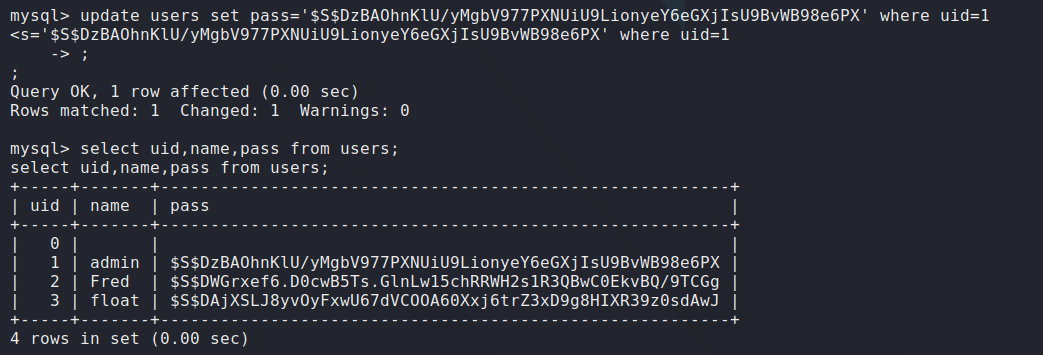 mysql> update users set pass='$S$DzBAOhnKlU/yMgbV977PXNUiU9LionyeY6eGXjIsU9BvWB98e6PX' where uid=1
<s='$S$DzBAOhnKlU/yMgbV977PXNUiU9LionyeY6eGXjIsU9BvWB98e6PX' where uid=1
    -> ;
;
Query OK, 1 row affected (0.00 sec)
Rows matched: 1  Changed: 1  Warnings: 0

mysql> select uid,name,pass from users;
select uid,name,pass from users;
+-----+-------+---------------------------------------------------------+
| uid | name  | pass                                                    |
+-----+-------+---------------------------------------------------------+
|   0 |       |                                                         |
|   1 | admin | $S$DzBAOhnKlU/yMgbV977PXNUiU9LionyeY6eGXjIsU9BvWB98e6PX |
|   2 | Fred  | $S$DWGrxef6.D0cwB5Ts.GlnLw15chRRWH2s1R3QBwC0EkvBQ/9TCGg |
|   3 | float | $S$DAjXSLJ8yvOyFxwU67dVCOOA60Xxj6trZ3xD9g8HIXR39z0sdAwJ |
+-----+-------+---------------------------------------------------------+
4 rows in set (0.00 sec)